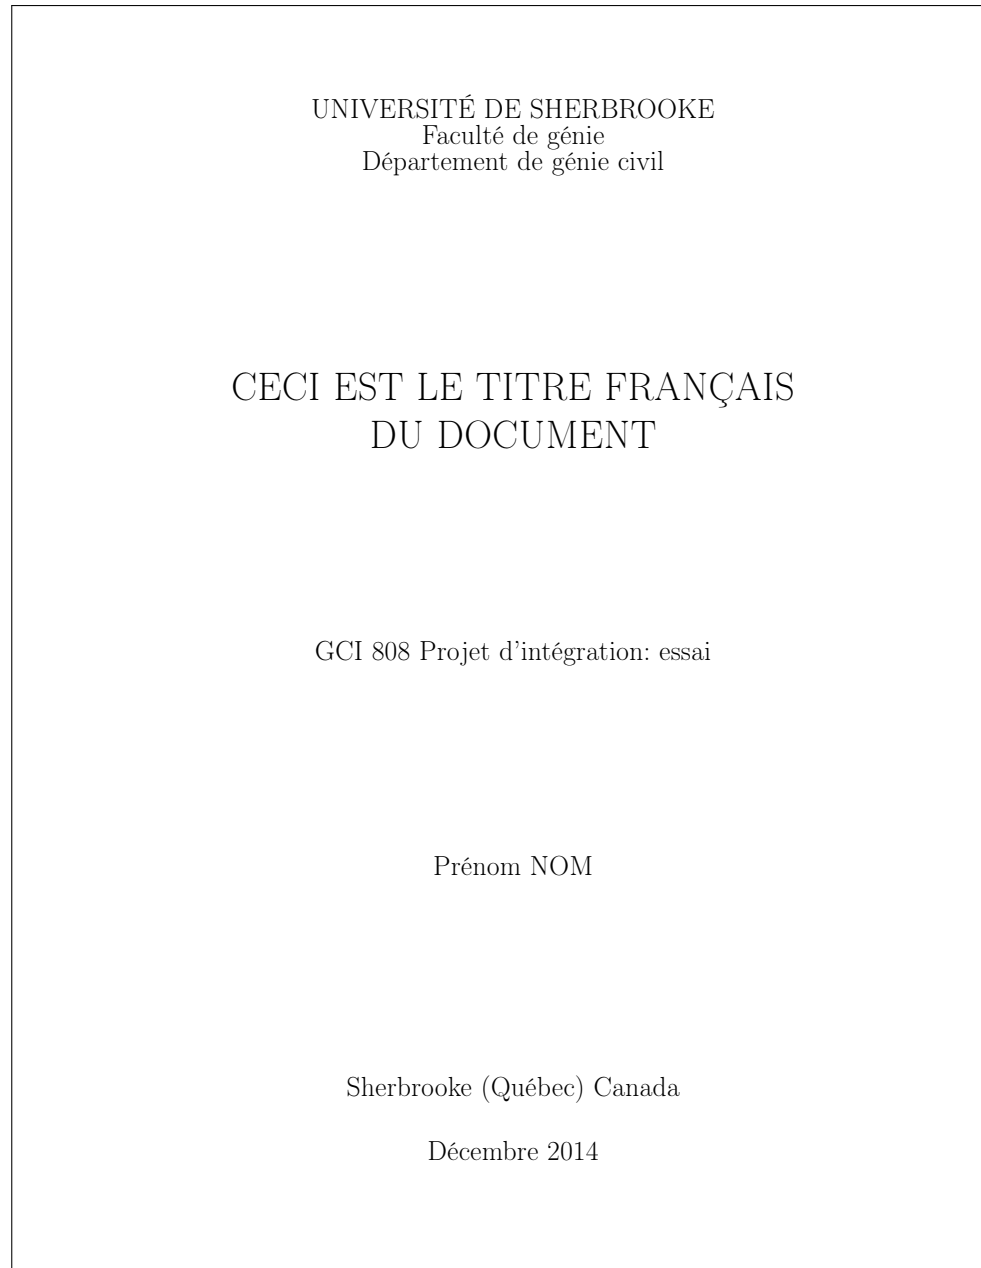 UNIVERSITÉ DE SHERBROOKE
Faculté de génie
Département de génie civil
CECI EST LE TITRE FRANÇAIS
DU DOCUMENT
GCI 808 Projet d'intégration: essai
Prénom NOM
Sherbrooke (Québec) Canada
Décembre 2014